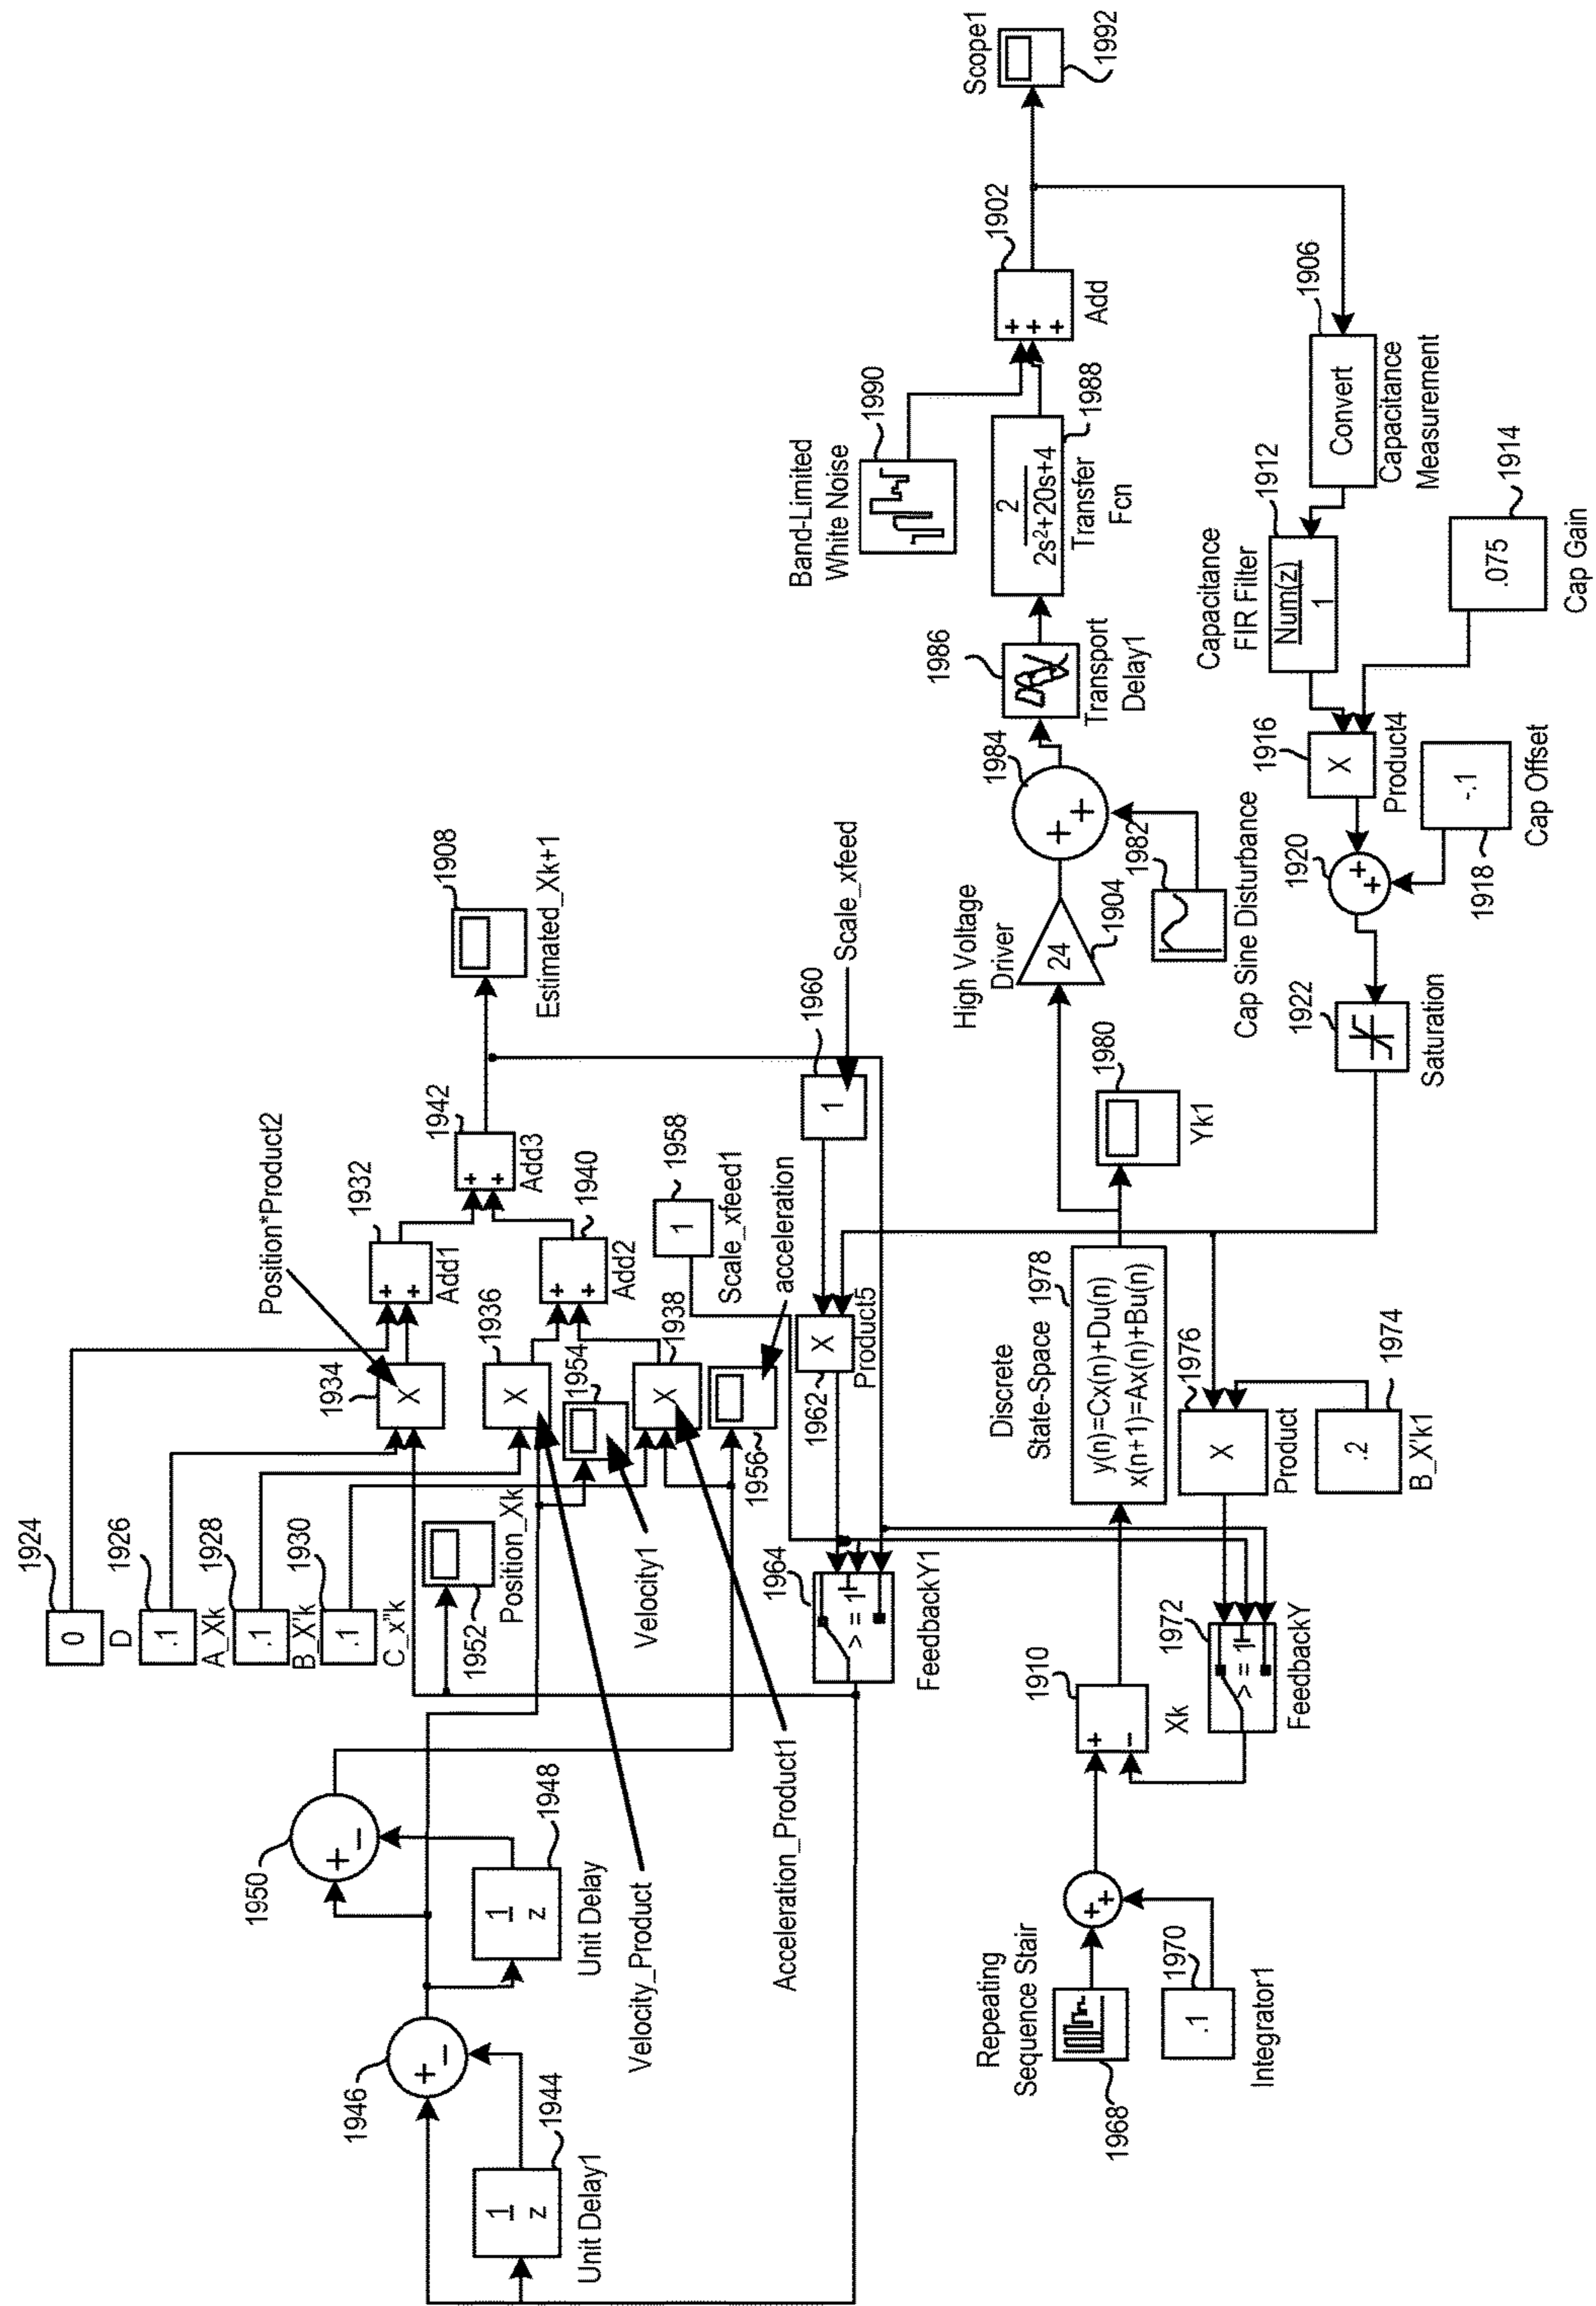 1924
0
D
1926
.1
A_Xk
1928
.1
B_X'k
1930
.1
C_x"k
Position*Product2
1934
X
1932
+
+
Add1
1936
X
1940
+
+
Add2
1938
X
1942
+
+
Add3
1908
Estimated_Xk+1
1950
+
−
1946
+
−
1948
1
z
Unit Delay
1944
1
z
Unit Delay1
1952
Position_Xk
1954
Velocity1
Velocity_Product
Acceleration_Product1
1956
acceleration
1958
1
Scale_xfeed1
1960
1
Scale_xfeed
1962
X
Product5
1964
> = 1
FeedbackY1
Repeating
Sequence Stair
1968
+
+
1970
.1
Integrator1
1910
+
−
Xk
1972
> = 1
FeedbackY
Discrete
State-Space 1978
y(n)=Cx(n)+Du(n)
x(n+1)=Ax(n)+Bu(n)
1976
X
Product
1974
.2
B_X'k1
1980
Yk1
High Voltage
Driver
24
1904
1982
Cap Sine Disturbance
1984
+
+
1986
Transport
Delay1
Band-Limited
White Noise
1990
2
2s²+20s+4
1988
Transfer
Fcn
1902
+
+
+
Add
Scope1
1992
1906
Convert
Capacitance
Measurement
Capacitance
FIR Filter
1912
Num(z)
1
1914
.075
Cap Gain
1916
X
Product4
1918
-.1
Cap Offset
1920
+
+
1922
Saturation